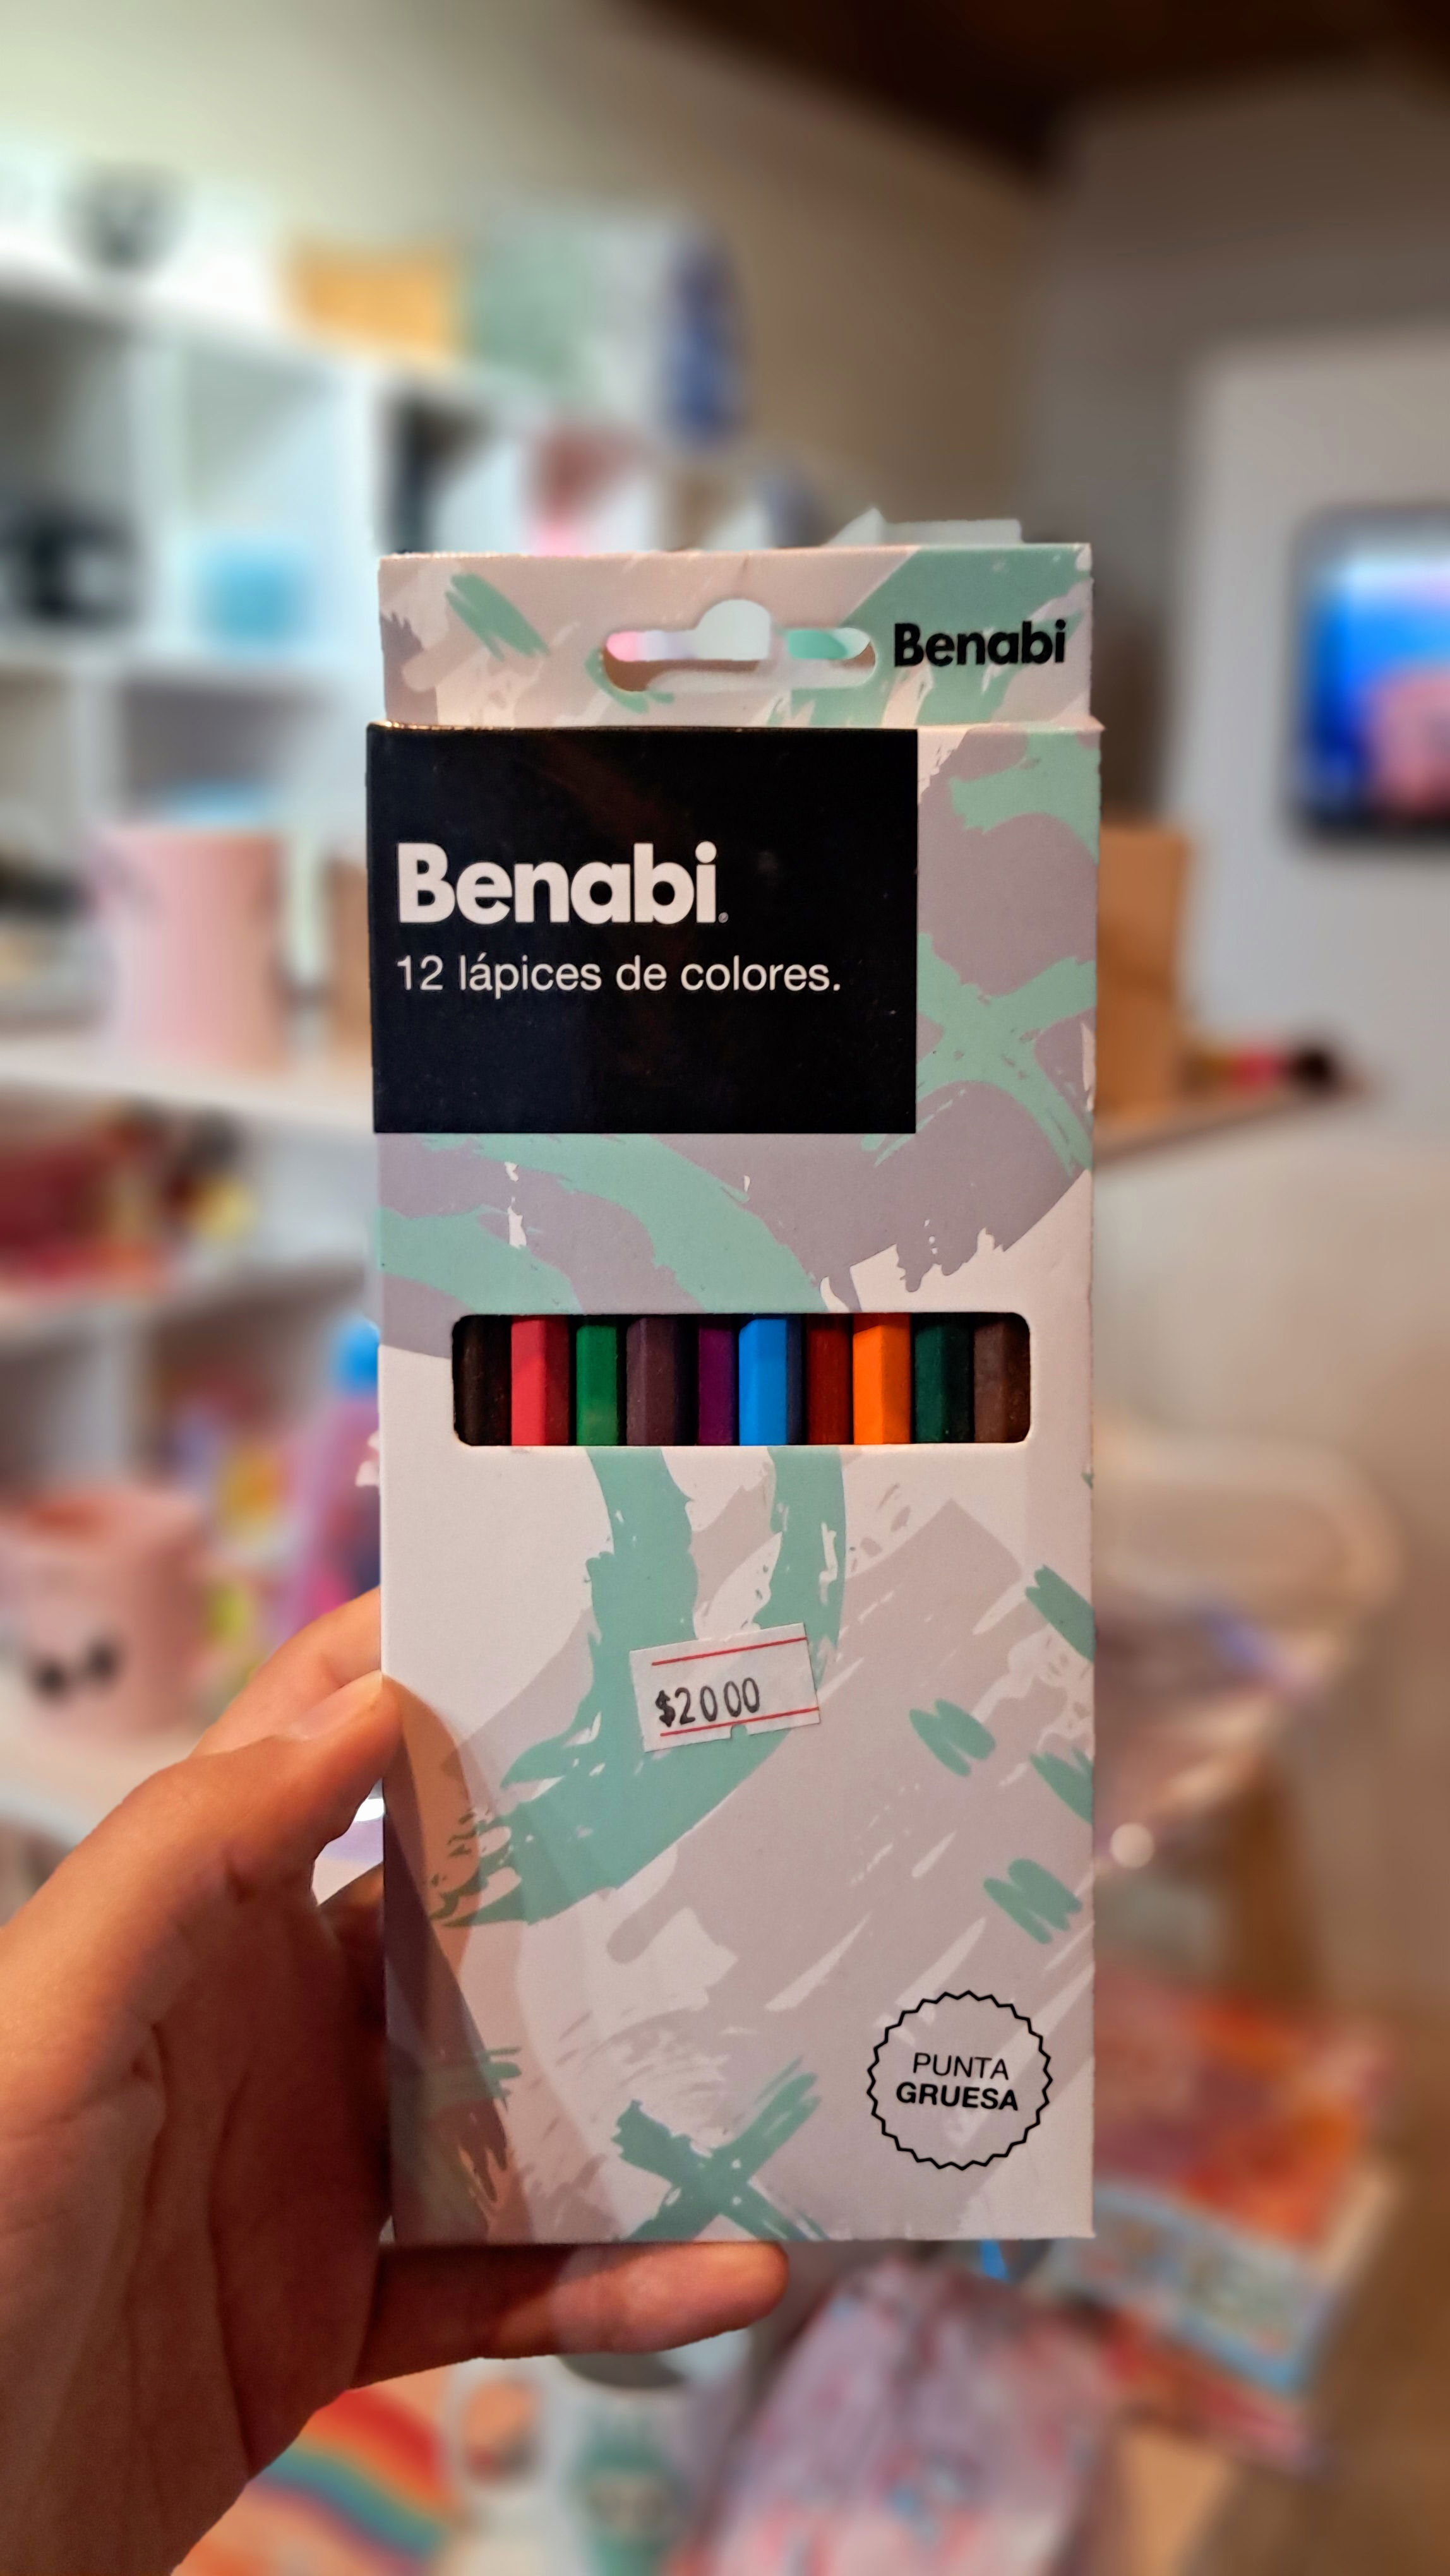 Benabi
Benabi®
12 lápices de colores.
$2000
PUNTA
GRUESA